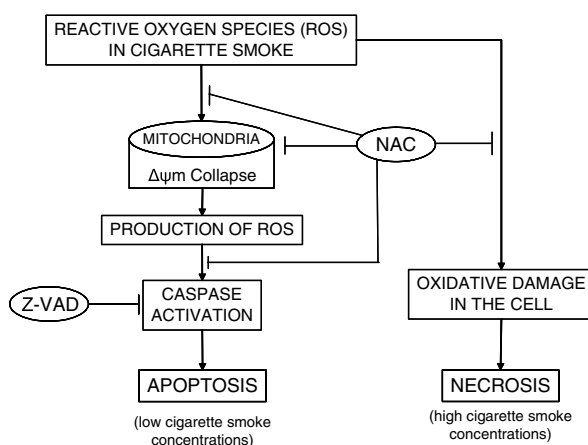 REACTIVE OXYGEN SPECIES (ROS)
IN CIGARETTE SMOKE
MITOCHONDRIA
NAC
Δψm Collapse
PRODUCTION OF ROS
Z-VAD
CASPASE
ACTIVATION
OXIDATIVE DAMAGE
IN THE CELL
APOPTOSIS
NECROSIS
(low cigarette smoke
concentrations)
(high cigarette smoke
concentrations)